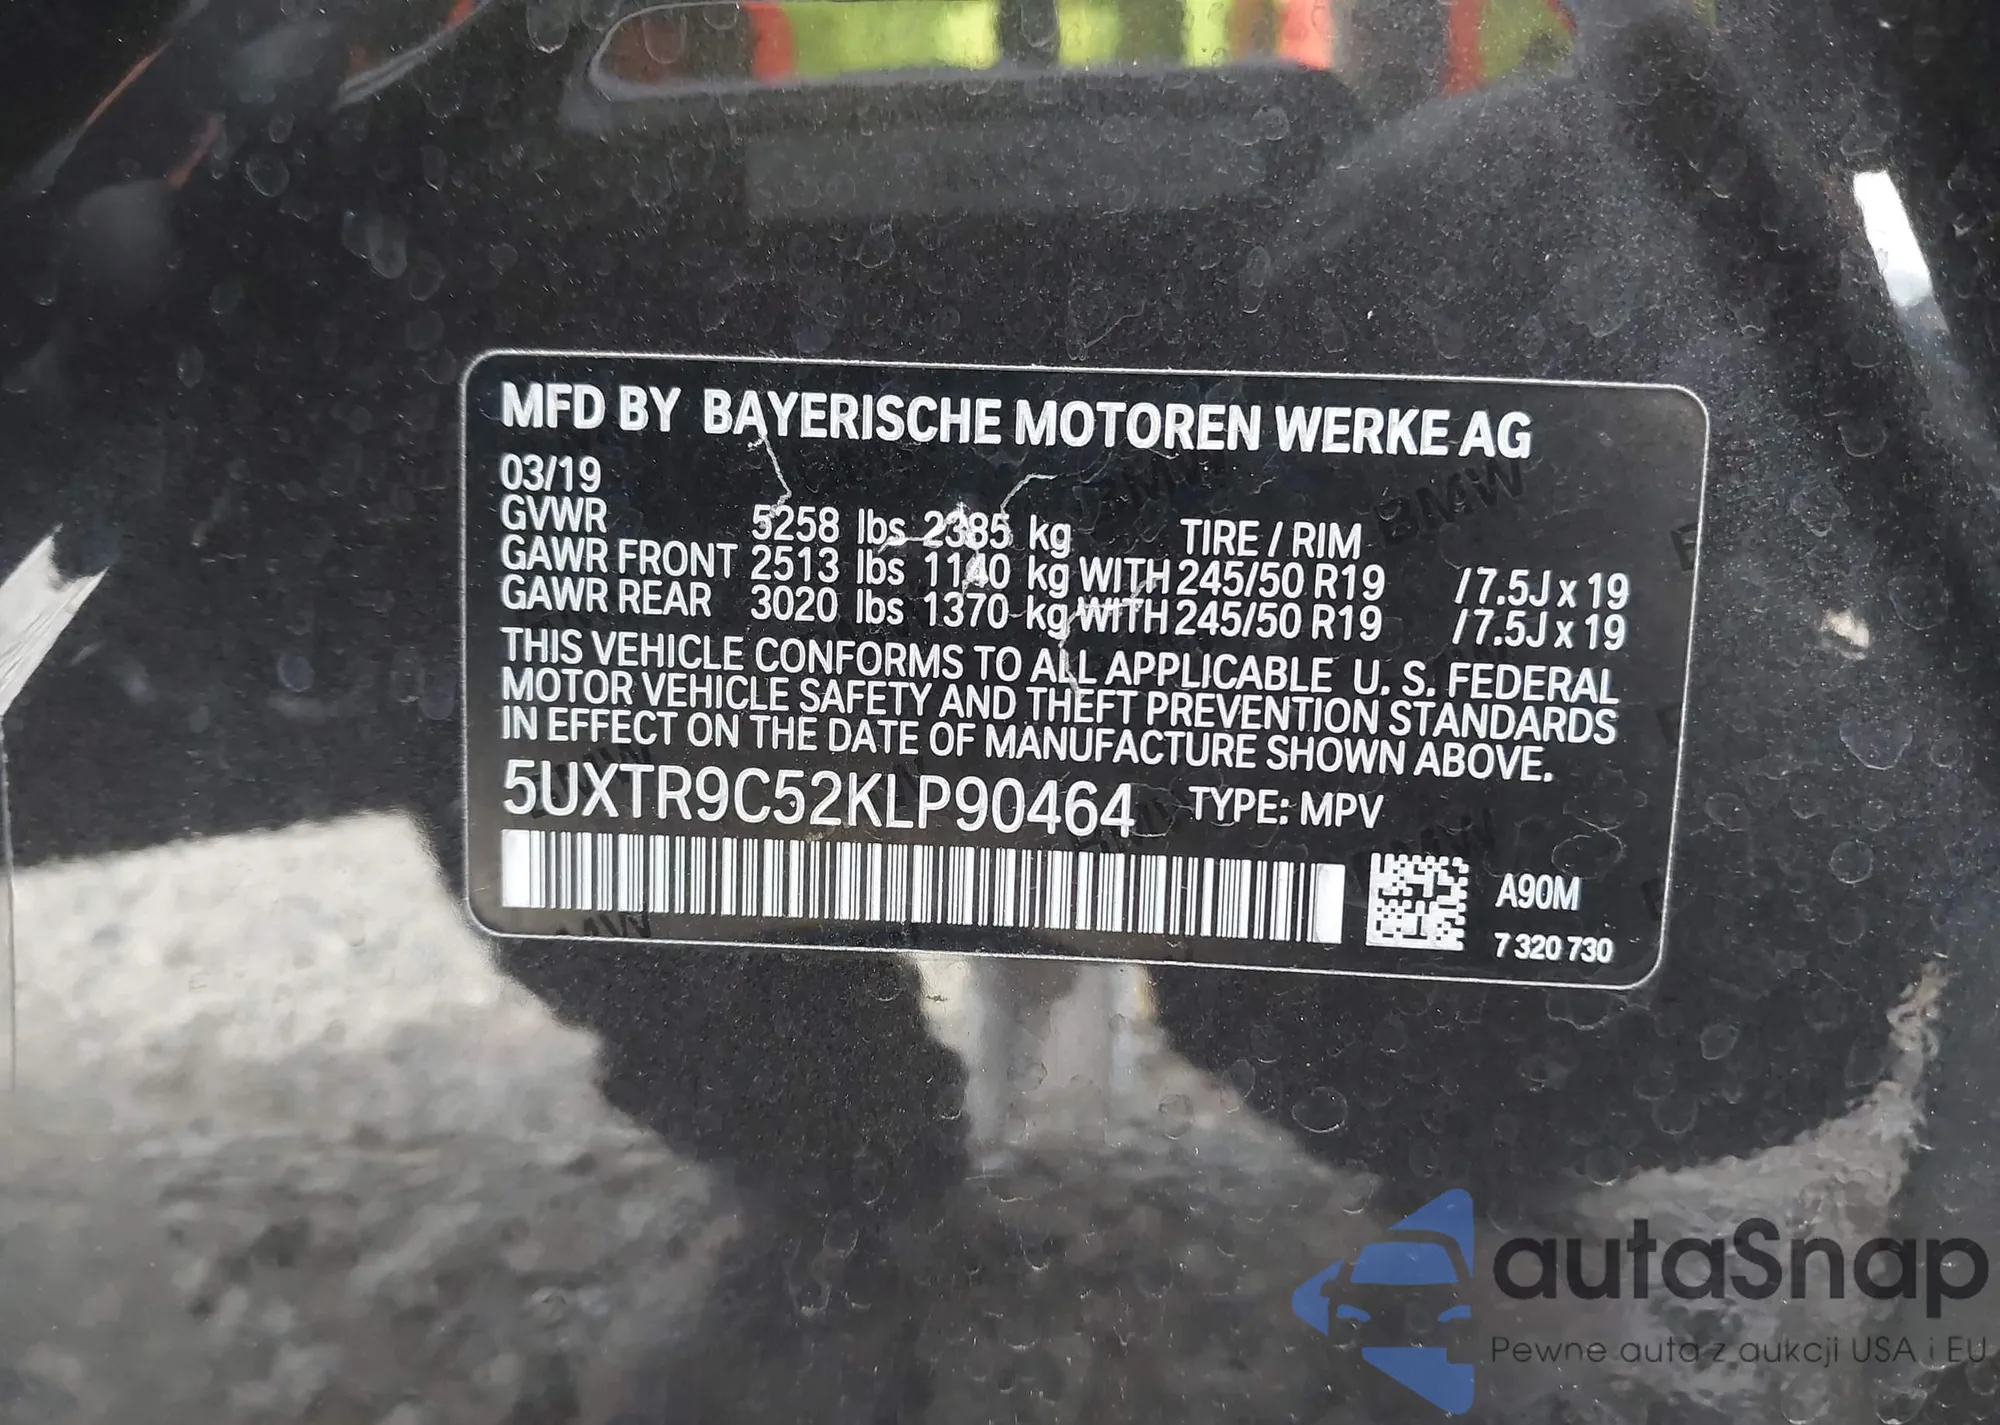 MFD BY BAYERISCHE MOTOREN WERKE AG
03/19
GVWR 5258 lbs 2385 kg TIRE / RIM
GAWR FRONT 2513 lbs 1140 kg WITH 245/50 R19 / 7.5J x 19
GAWR REAR 3020 lbs 1370 kg WITH 245/50 R19 / 7.5J x 19
THIS VEHICLE CONFORMS TO ALL APPLICABLE U. S. FEDERAL
MOTOR VEHICLE SAFETY AND THEFT PREVENTION STANDARDS
IN EFFECT ON THE DATE OF MANUFACTURE SHOWN ABOVE.
5UXTR9C52KLP90464 TYPE: MPV
A90M
7 320 730
autaSnap
Pewne auta z aukcji USA i EU